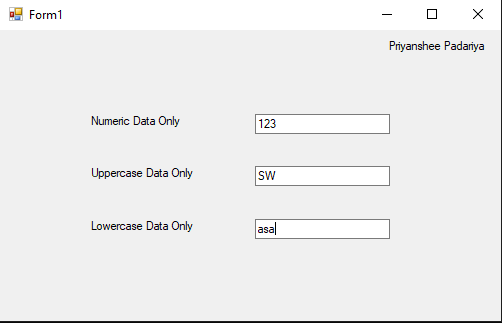 Form1
Priyanshee Padariya
Numeric Data Only 123
Uppercase Data Only SW
Lowercase Data Only asa